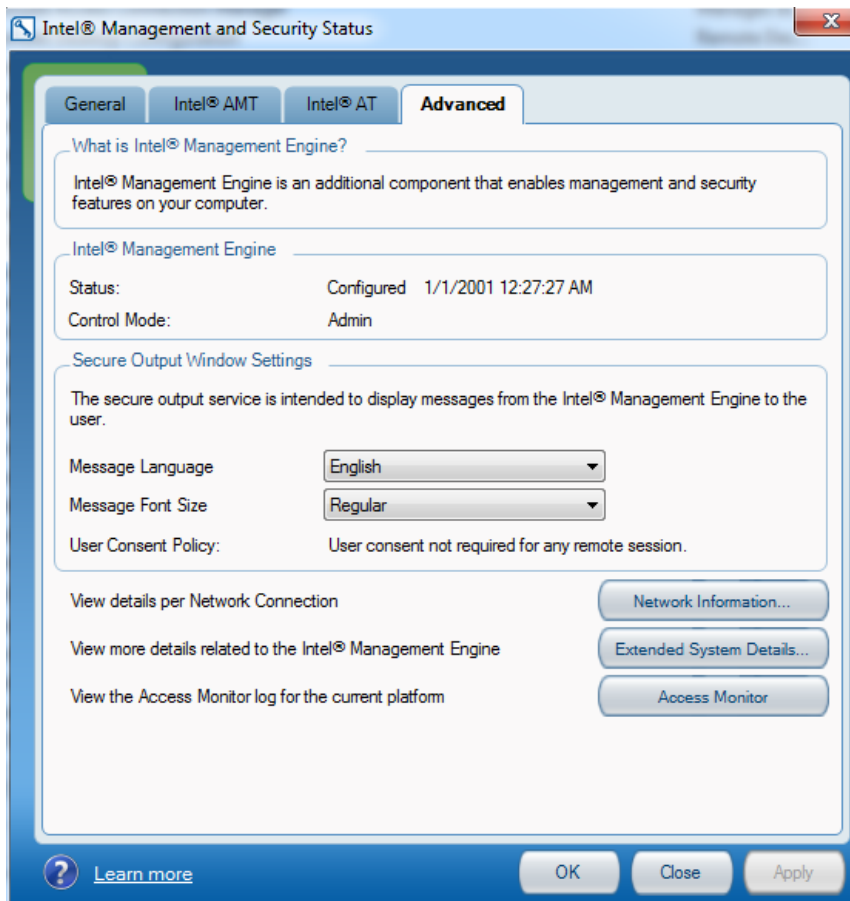 Intel® Management and Security Status
General Intel® AMT Intel® AT Advanced
What is Intel® Management Engine?
Intel® Management Engine is an additional component that enables management and security
features on your computer.
Intel® Management Engine
Status: Configured 1/1/2001 12:27:27 AM
Control Mode: Admin
Secure Output Window Settings
The secure output service is intended to display messages from the Intel® Management Engine to the
user.
Message Language English
Message Font Size Regular
User Consent Policy: User consent not required for any remote session.
View details per Network Connection Network Information...
View more details related to the Intel® Management Engine Extended System Details...
View the Access Monitor log for the current platform Access Monitor
? Learn more OK Close Apply